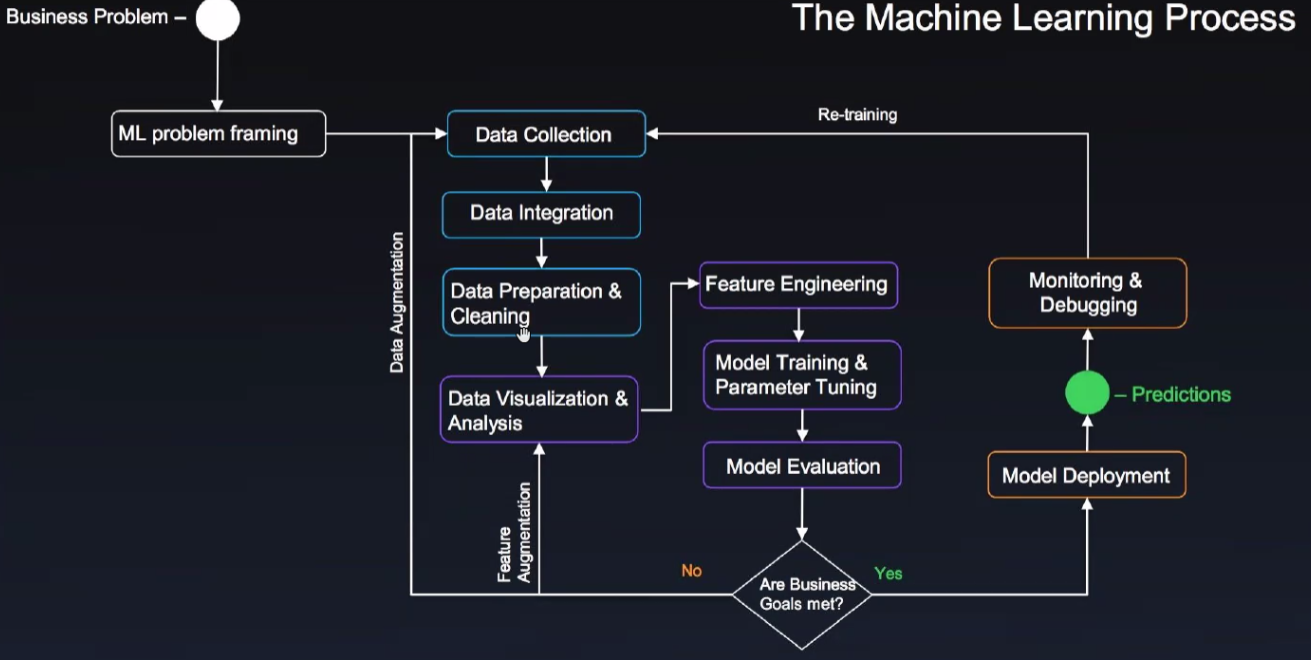 Business Problem –
The Machine Learning Process
ML problem framing
Data Collection
Re-training
Data Integration
Data Augmentation
Data Preparation &
Cleaning
Data Visualization &
Analysis
Feature
Augmentation
Feature Engineering
Model Training &
Parameter Tuning
Model Evaluation
Are Business
Goals met?
No
Yes
Model Deployment
– Predictions
Monitoring &
Debugging